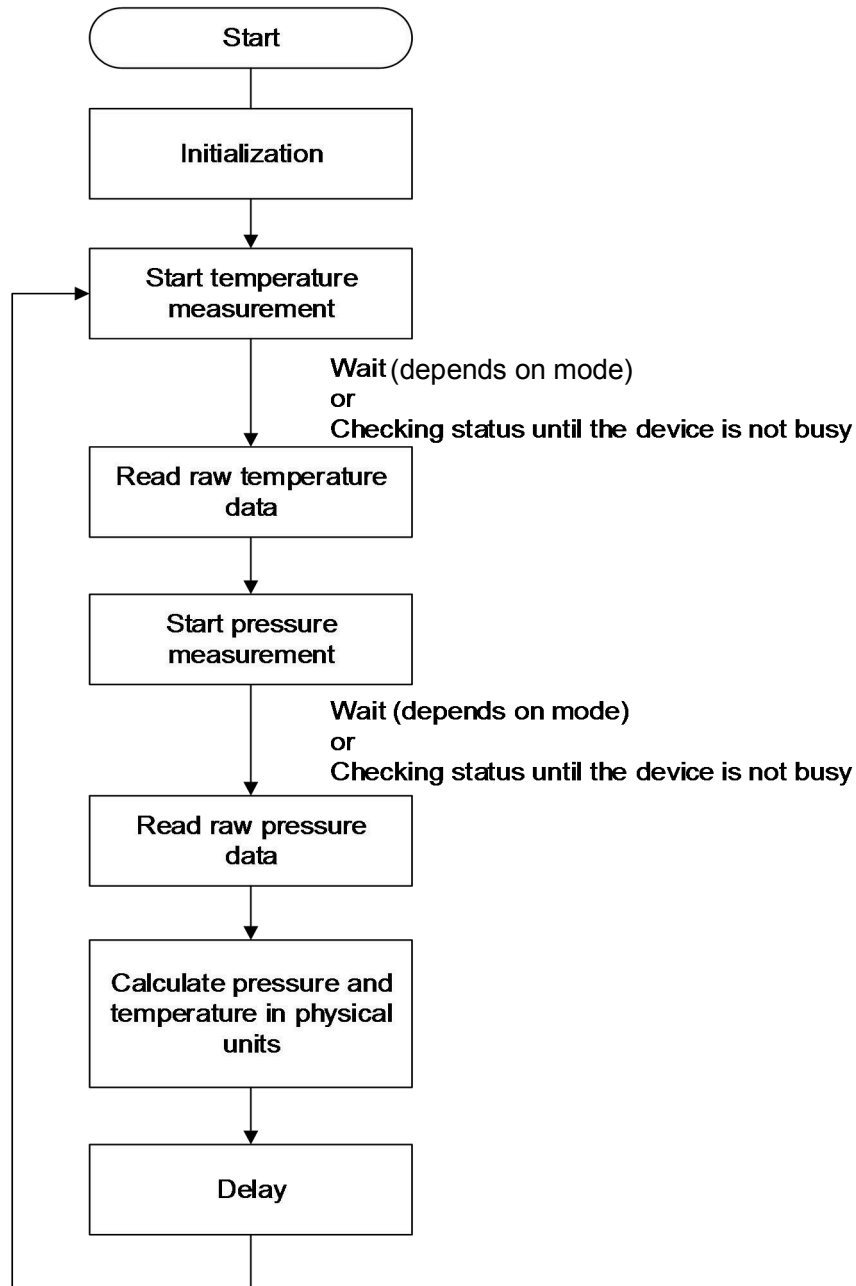 Start
Initialization
Start temperature
measurement
Wait (depends on mode)
or
Checking status until the device is not busy
Read raw temperature
data
Start pressure
measurement
Wait (depends on mode)
or
Checking status until the device is not busy
Read raw pressure
data
Calculate pressure and
temperature in physical
units
Delay